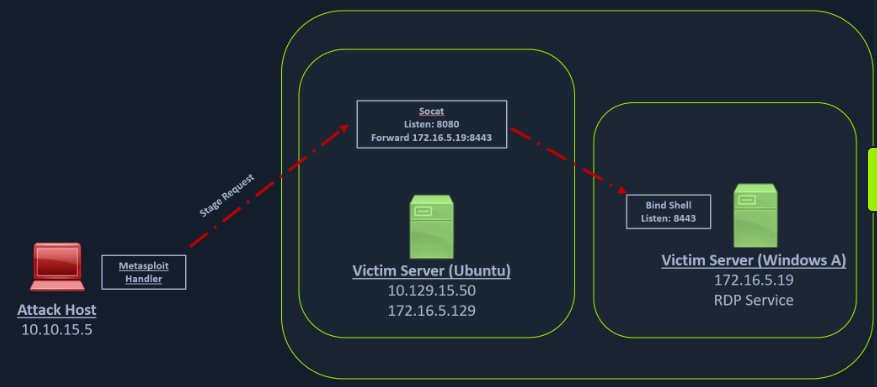 Socat
Listen: 8080
Forward 172.16.5.19:8443
Stage Request
Bind Shell
Listen: 8443
Metasploit
Handler
Victim Server (Ubuntu)
10.129.15.50
172.16.5.129
Victim Server (Windows A)
172.16.5.19
RDP Service
Attack Host
10.10.15.5